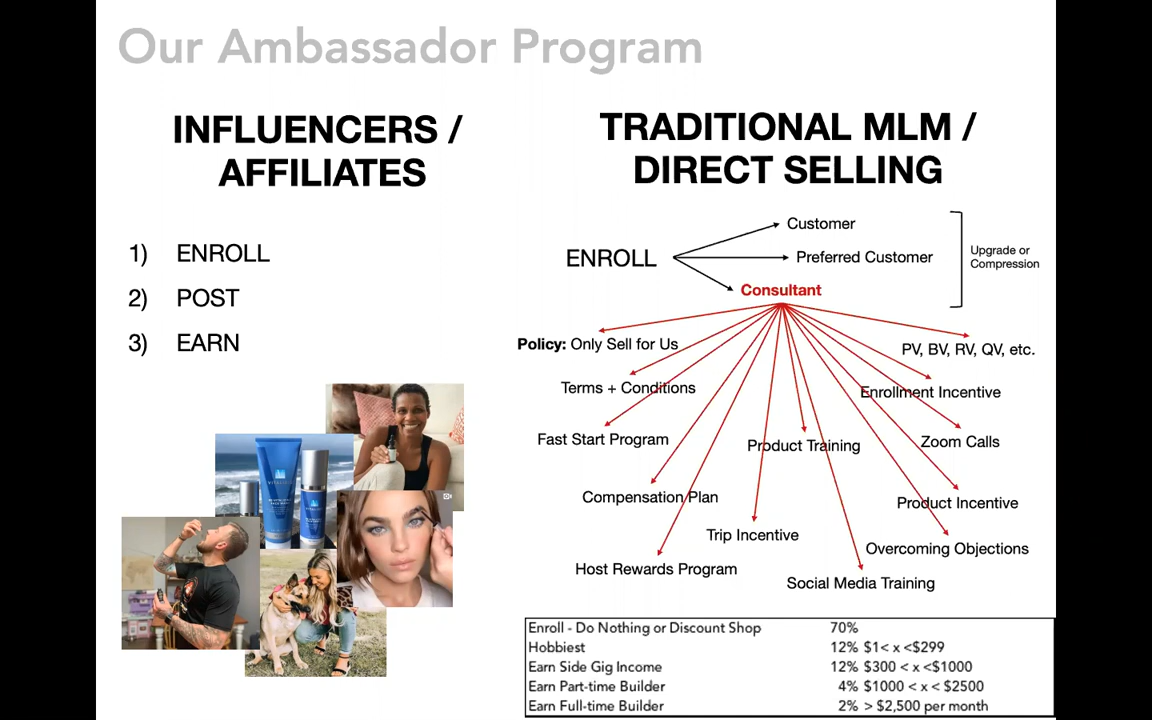 Our Ambassador Program
INFLUENCERS /
AFFILIATES
1) ENROLL
2) POST
3) EARN
TRADITIONAL MLM /
DIRECT SELLING
ENROLL
Customer
Preferred Customer
Consultant
Upgrade or
Compression
Policy: Only Sell for Us
PV, BV, RV, QV, etc.
Terms + Conditions
Enrollment Incentive
Fast Start Program
Product Training
Zoom Calls
Compensation Plan
Product Incentive
Trip Incentive
Overcoming Objections
Host Rewards Program
Social Media Training
Enroll - Do Nothing or Discount Shop 70%
Hobbiest 12% $1< x <$299
Earn Side Gig Income 12% $300 < x <$1000
Earn Part-time Builder 4% $1000 < x < $2500
Earn Full-time Builder 2% > $2,500 per month